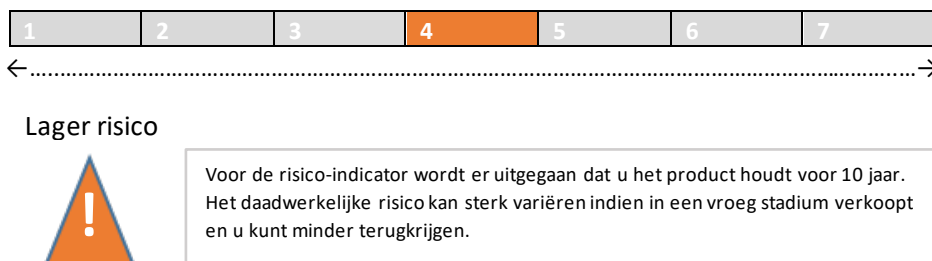 1 2 3 4 5 6 7
←……………………………………………………………………………………………………………………→
Lager risico
!
Voor de risico-indicator wordt er uitgegaan dat u het product houdt voor 10 jaar.
Het daadwerkelijke risico kan sterk variëren indien in een vroeg stadium verkoopt
en u kunt minder terugkrijgen.